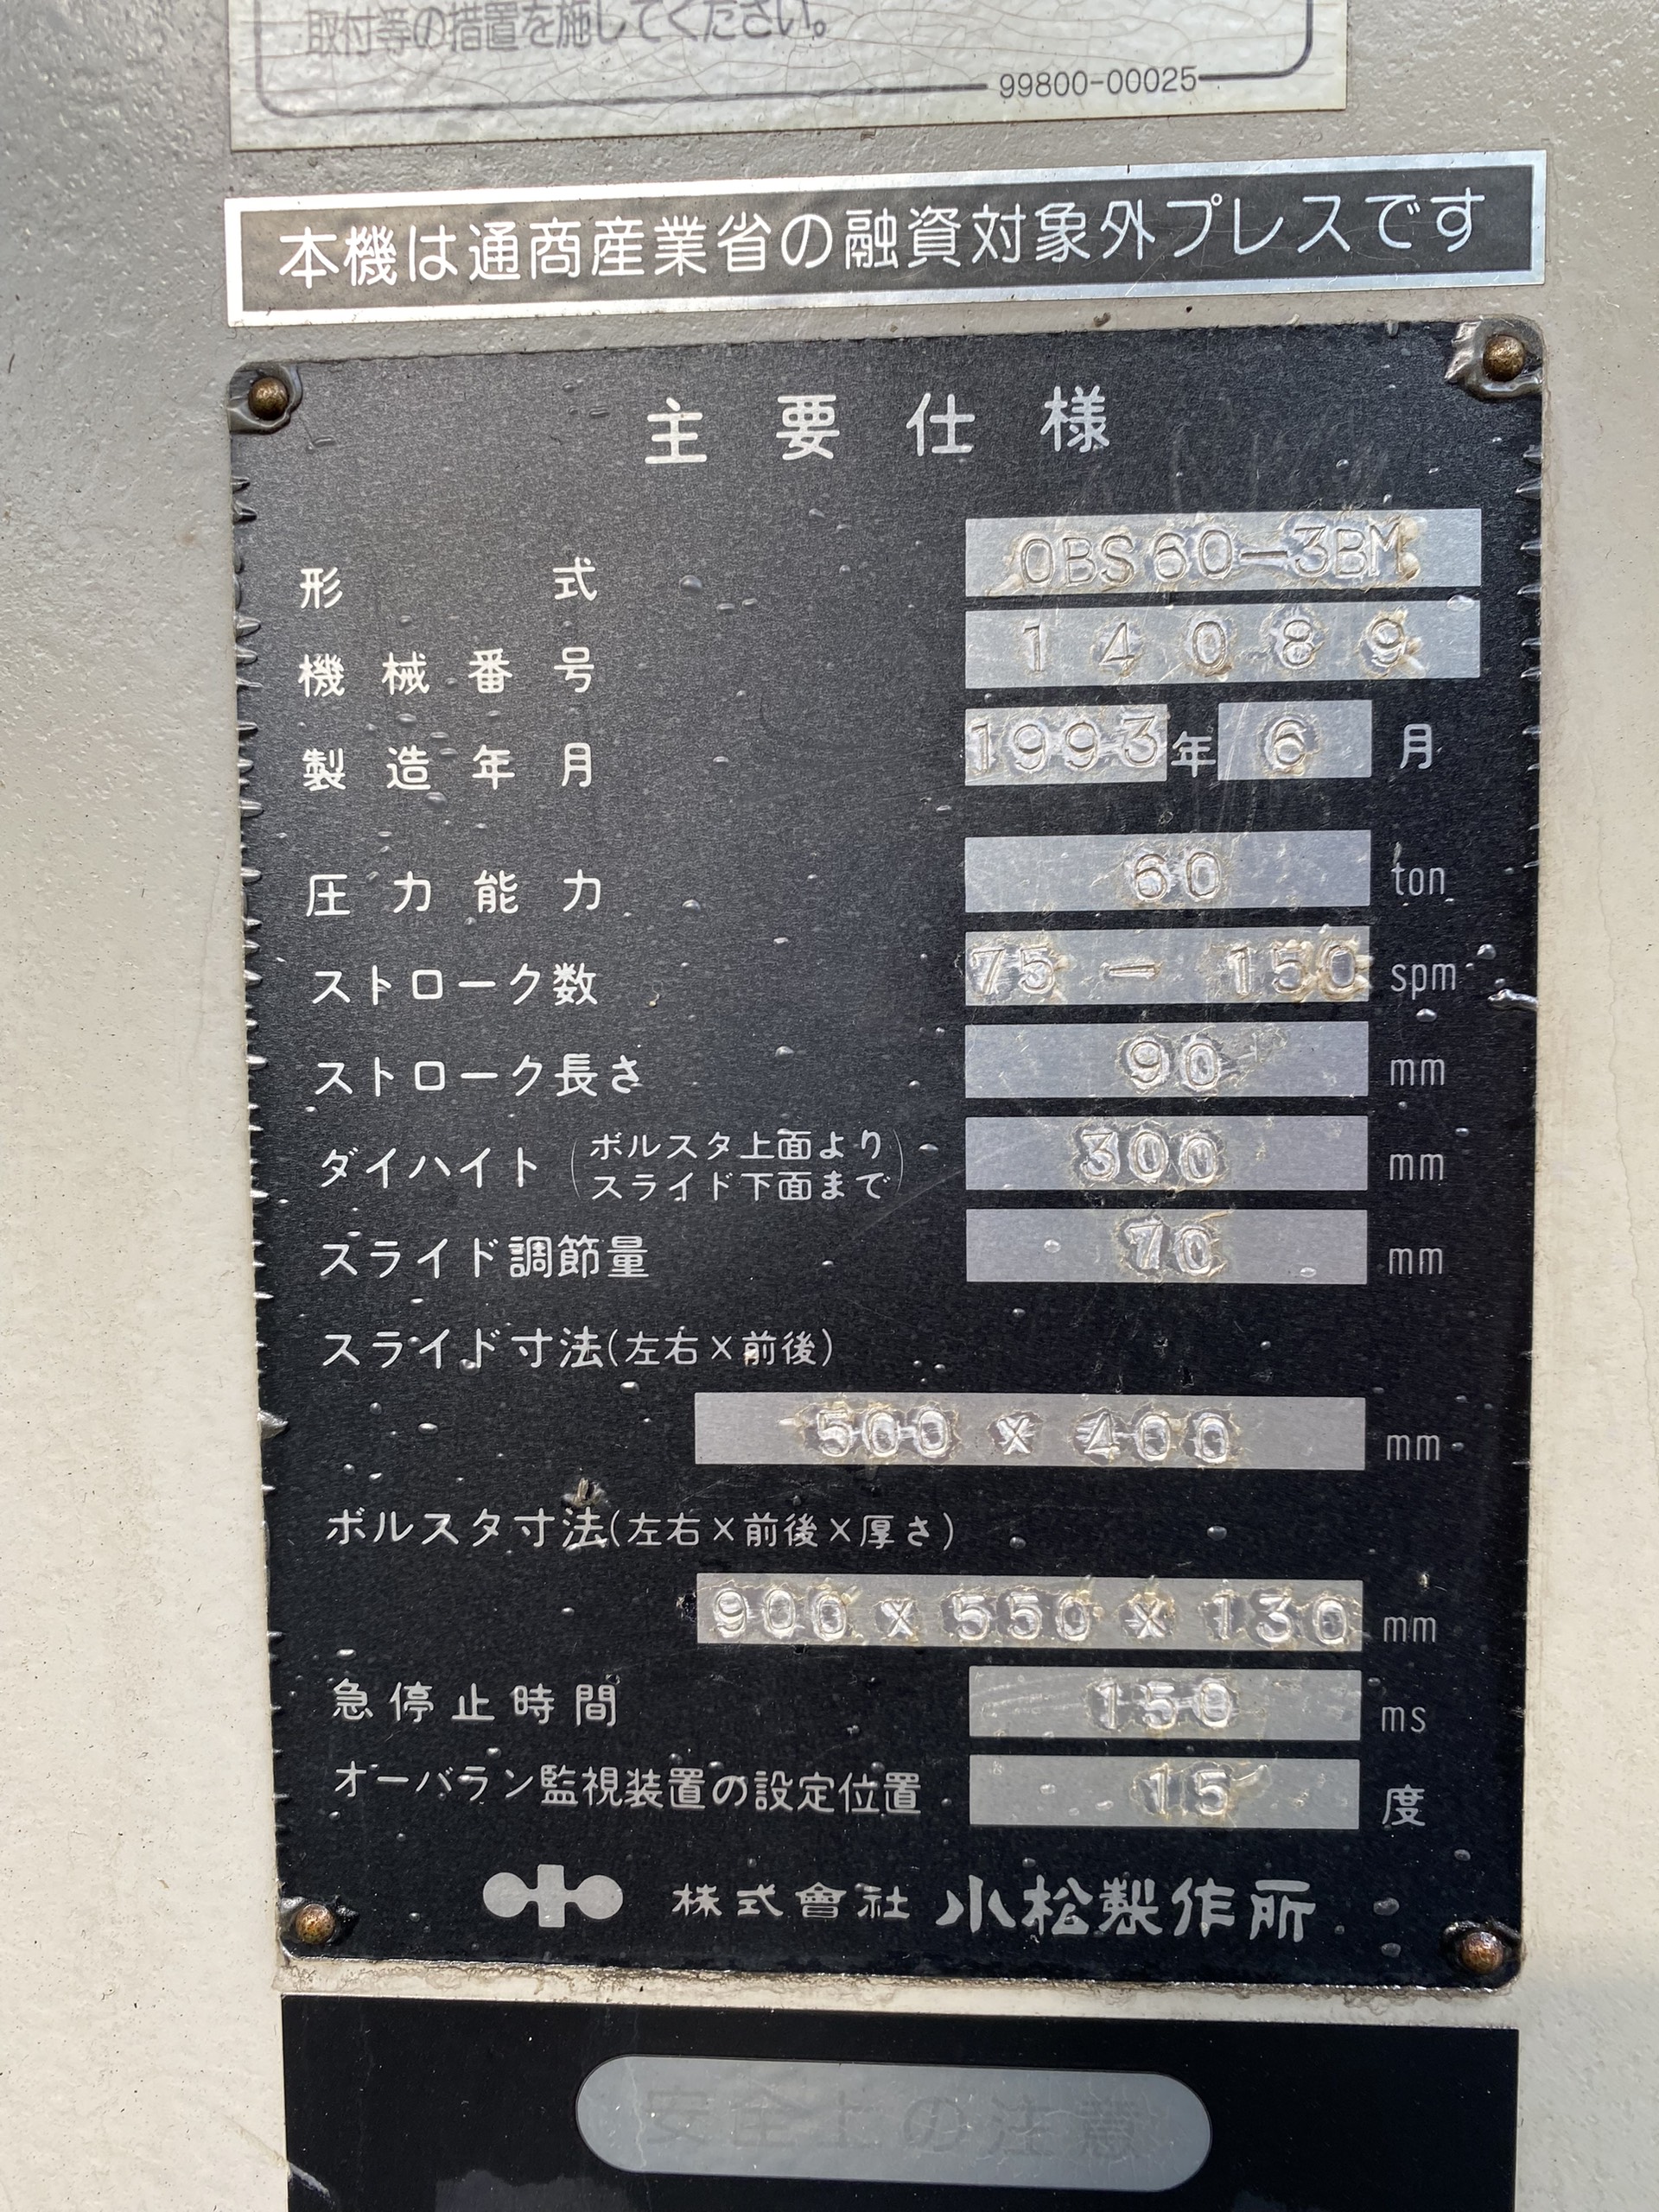 取付等の措置を施してください。
99800-00025
本機は通商産業省の融資対象外プレスです
主要仕様
形式 OBS60-3BM
機械番号 14089
製造年月 1993年6月
圧力能力 60 ton
ストローク数 75 - 150 spm
ストローク長さ 90 mm
ダイハイト (ボルスタ上面より スライド下面まで) 300 mm
スライド調節量 70 mm
スライド寸法(左右×前後)
500 × 400 mm
ボルスタ寸法(左右×前後×厚さ)
900 × 550 × 130 mm
急停止時間 150 ms
オーバラン監視装置の設定位置 15 度
株式會社 小松製作所
安全上の注意